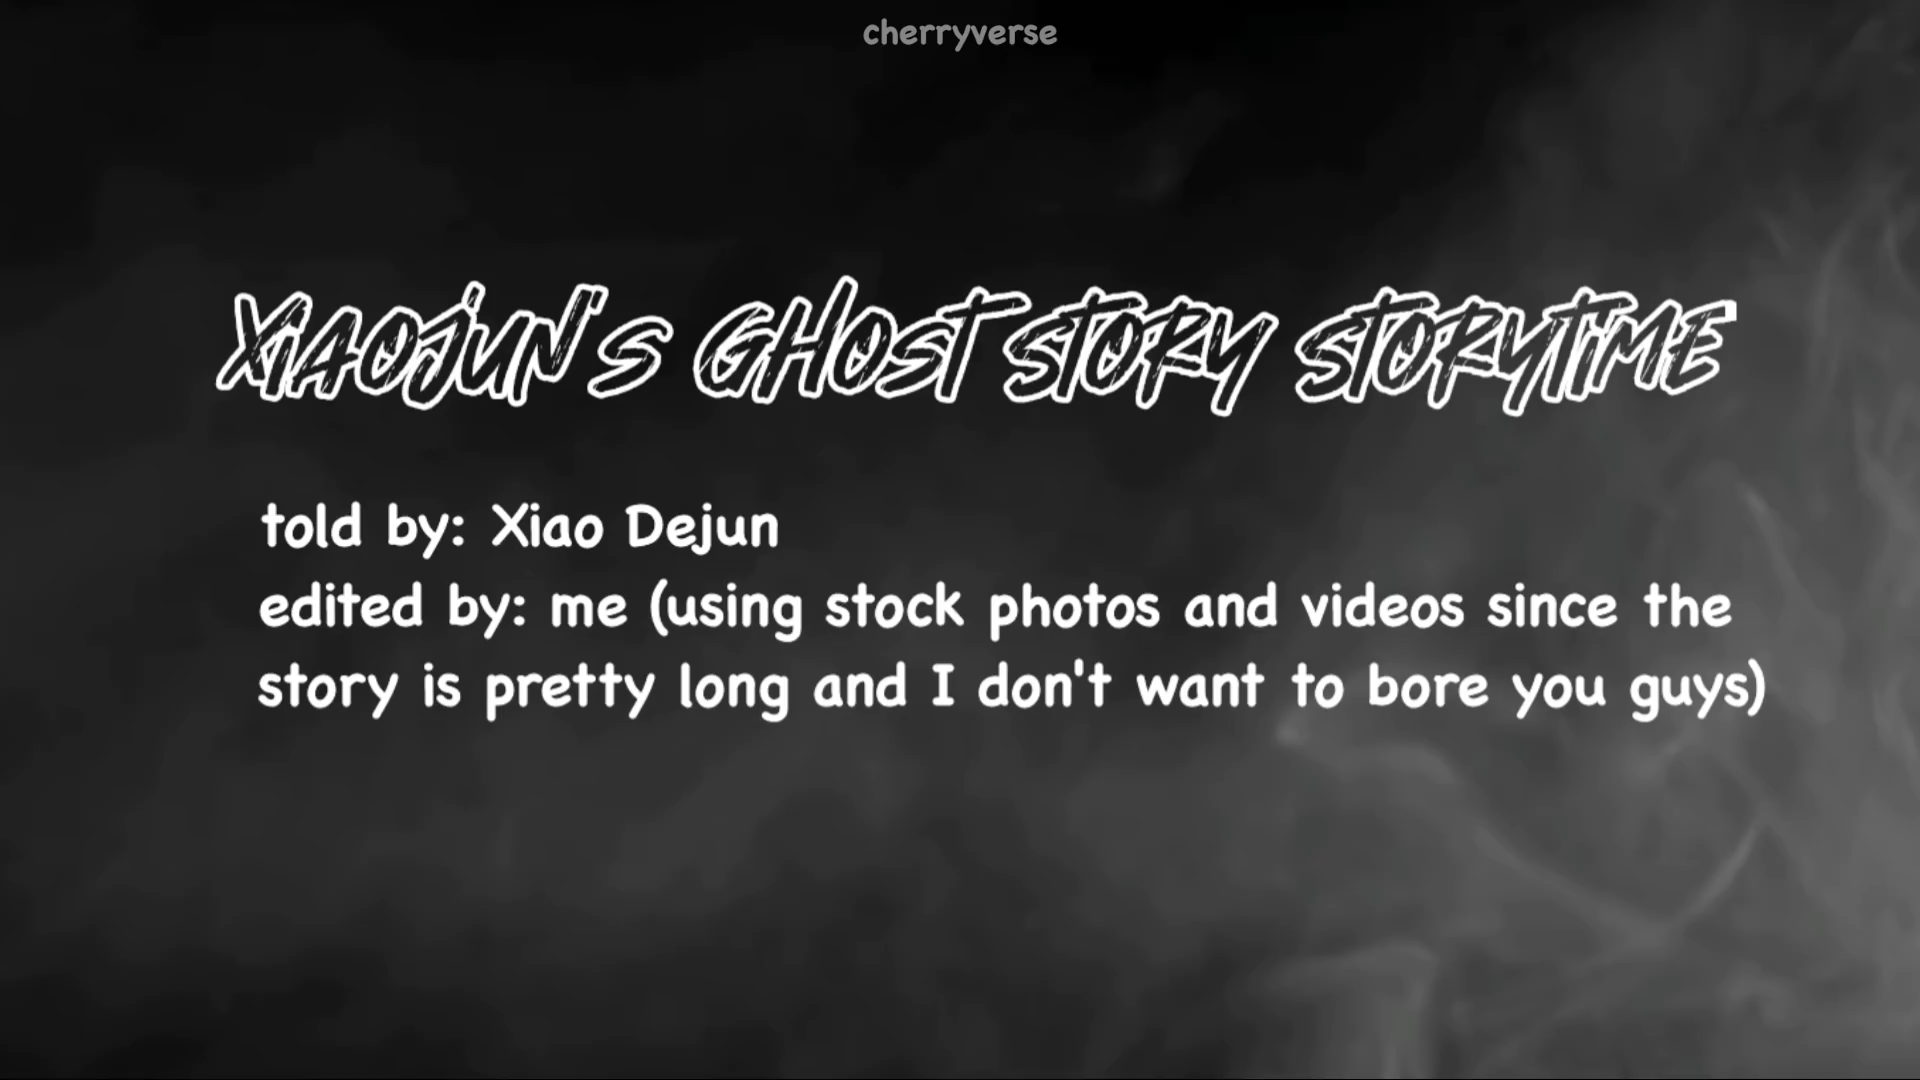 cherryverse
XiAOJUN's GHOST STORY STORYTiME
told by: Xiao Dejun
edited by: me (using stock photos and videos since the
story is pretty long and I don't want to bore you guys)